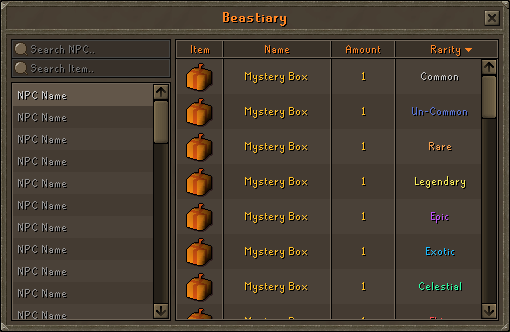 Beastiary
Search NPC..
Search Item..
NPC Name
NPC Name
NPC Name
NPC Name
NPC Name
NPC Name
NPC Name
NPC Name
NPC Name
NPC Name
NPC Name
Item Name Amount Rarity
Mystery Box 1 Common
Mystery Box 1 Un-Common
Mystery Box 1 Rare
Mystery Box 1 Legendary
Mystery Box 1 Epic
Mystery Box 1 Exotic
Mystery Box 1 Celestial